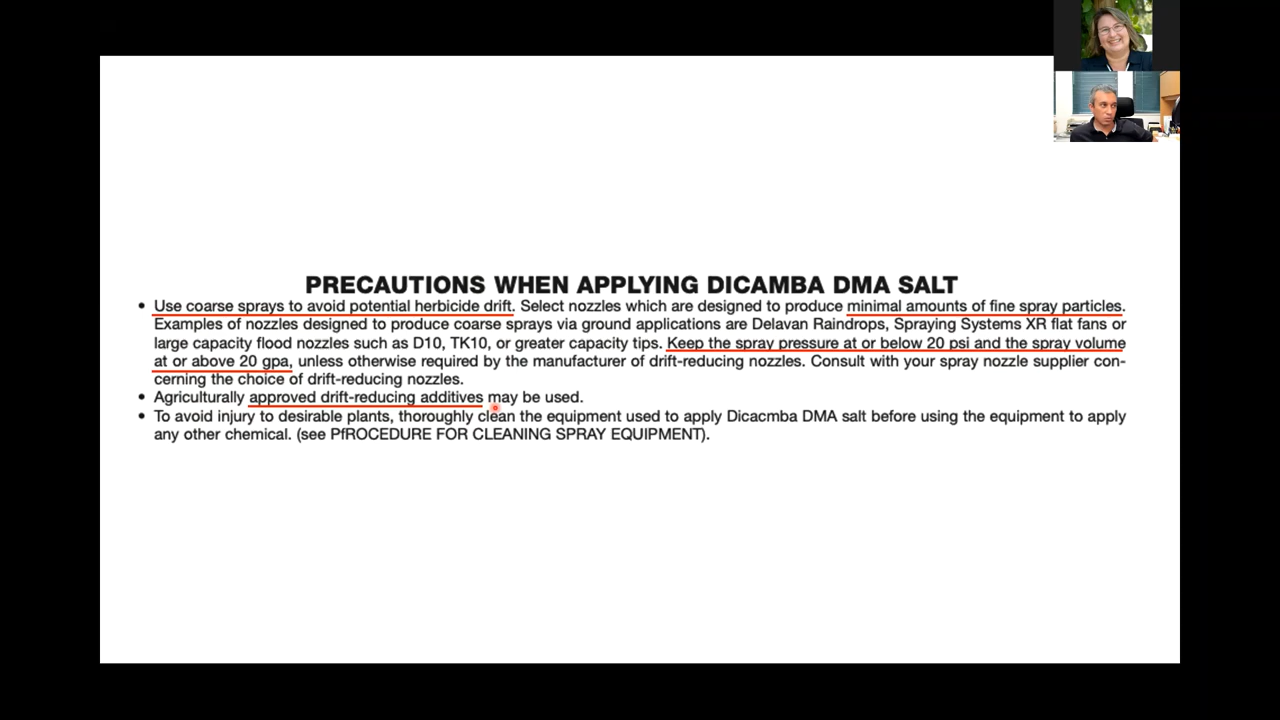 PRECAUTIONS WHEN APPLYING DICAMBA DMA SALT
• Use coarse sprays to avoid potential herbicide drift. Select nozzles which are designed to produce minimal amounts of fine spray particles.
Examples of nozzles designed to produce coarse sprays via ground applications are Delavan Raindrops, Spraying Systems XR flat fans or
large capacity flood nozzles such as D10, TK10, or greater capacity tips. Keep the spray pressure at or below 20 psi and the spray volume
at or above 20 gpa, unless otherwise required by the manufacturer of drift-reducing nozzles. Consult with your spray nozzle supplier con-
cerning the choice of drift-reducing nozzles.
• Agriculturally approved drift-reducing additives may be used.
• To avoid injury to desirable plants, thoroughly clean the equipment used to apply Dicacmba DMA salt before using the equipment to apply
any other chemical. (see PfROCEDURE FOR CLEANING SPRAY EQUIPMENT).